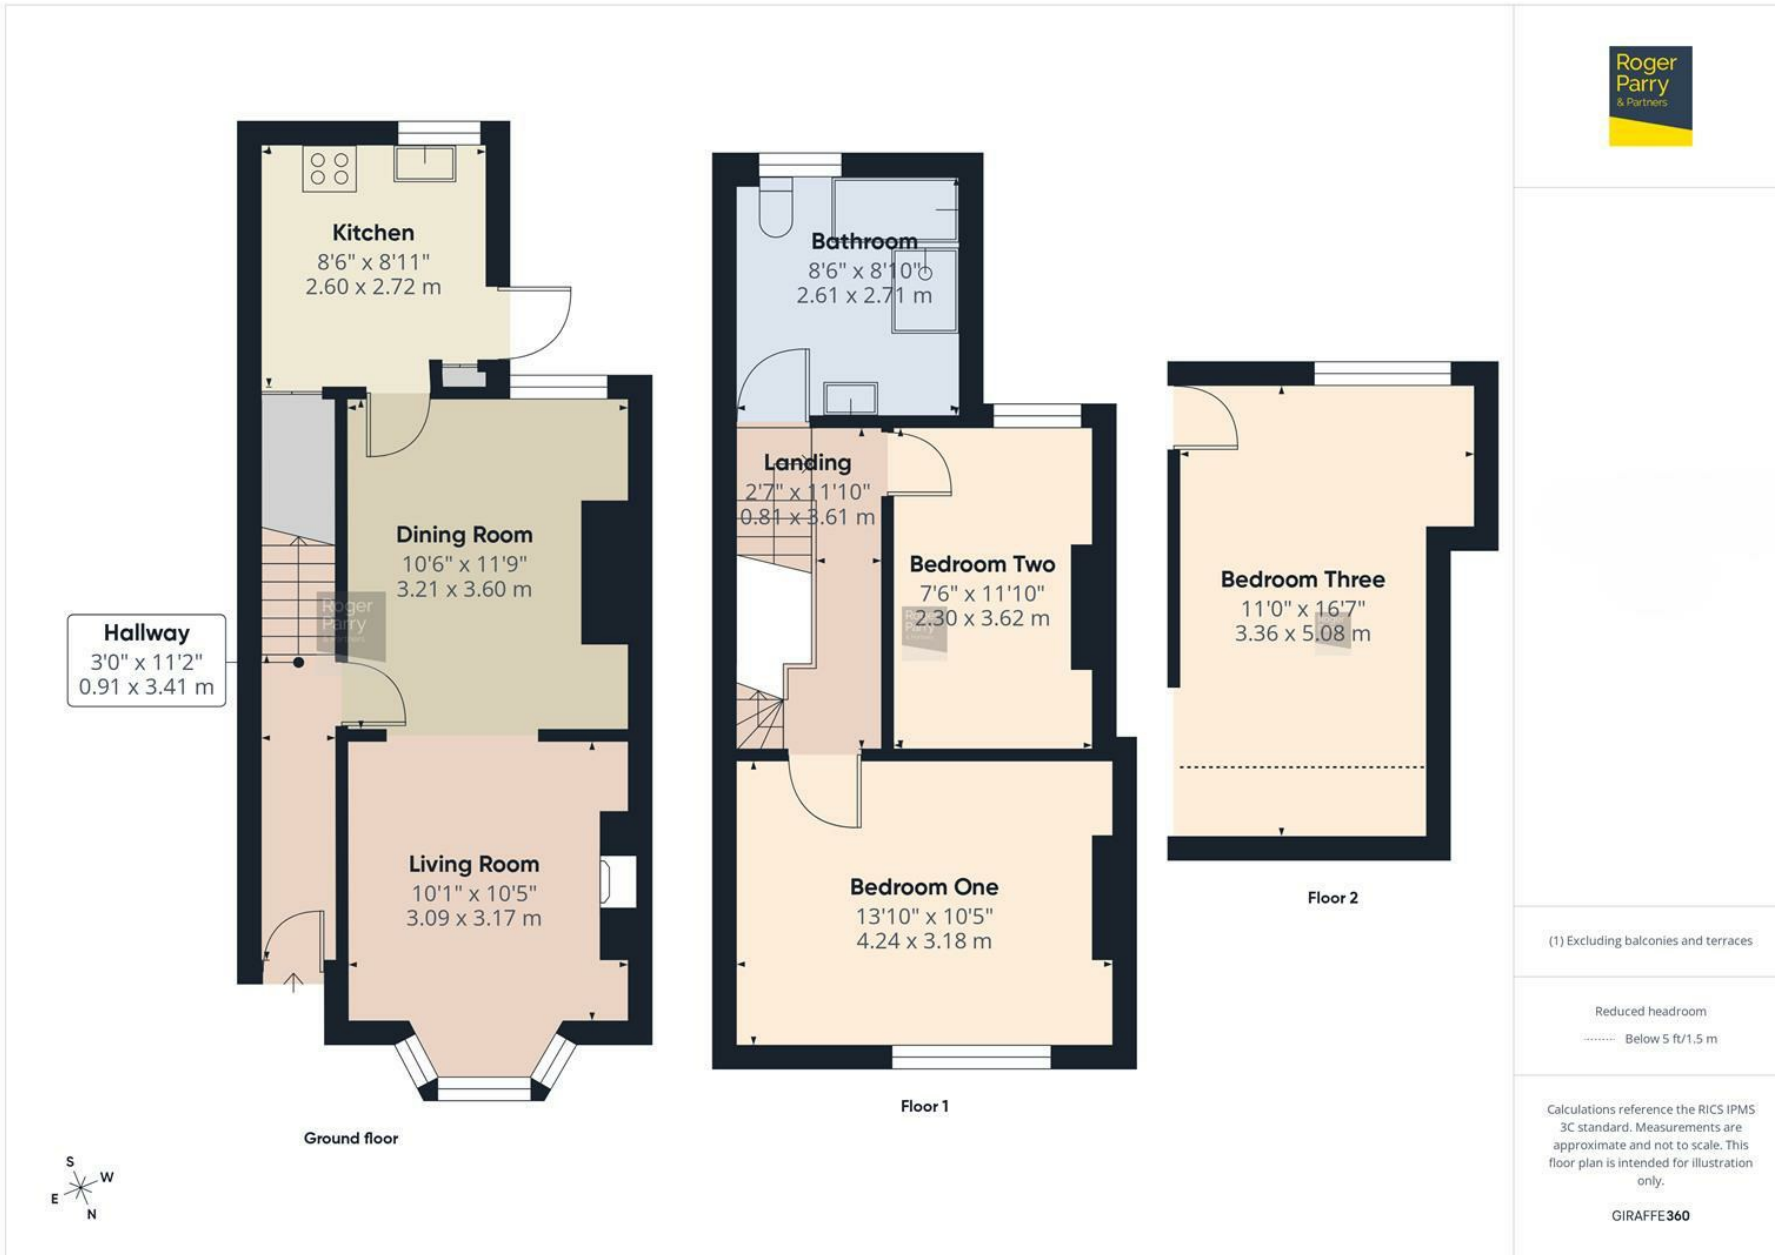 Roger
Parry
& Partners
Kitchen
8'6" x 8'11"
2.60 x 2.72 m
Dining Room
10'6" x 11'9"
3.21 x 3.60 m
Roger
Parry
& Partners
Hallway
3'0" x 11'2"
0.91 x 3.41 m
Living Room
10'1" x 10'5"
3.09 x 3.17 m
Ground floor
Bathroom
8'6" x 8'10"
2.61 x 2.71 m
Landing
2'7" x 11'10"
0.81 x 3.61 m
Bedroom Two
7'6" x 11'10"
2.30 x 3.62 m
Bedroom One
13'10" x 10'5"
4.24 x 3.18 m
Floor 1
Bedroom Three
11'0" x 16'7"
3.36 x 5.08 m
Floor 2
(1) Excluding balconies and terraces
Reduced headroom
Below 5 ft/1.5 m
Calculations reference the RICS IPMS
3C standard. Measurements are
approximate and not to scale. This
floor plan is intended for illustration
only.
GIRAFFE360
S
W
E
N